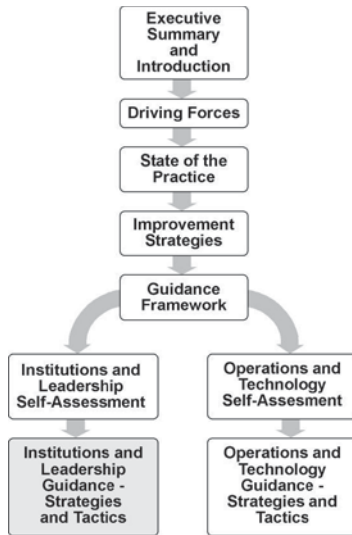 Executive
Summary
and
Introduction
Driving Forces
State of the
Practice
Improvement
Strategies
Guidance
Framework
Institutions and
Leadership
Self-Assessment
Operations and
Technology
Self-Assesment
Institutions and
Leadership
Guidance -
Strategies
and Tactics
Operations and
Technology
Guidance -
Strategies and
Tactics